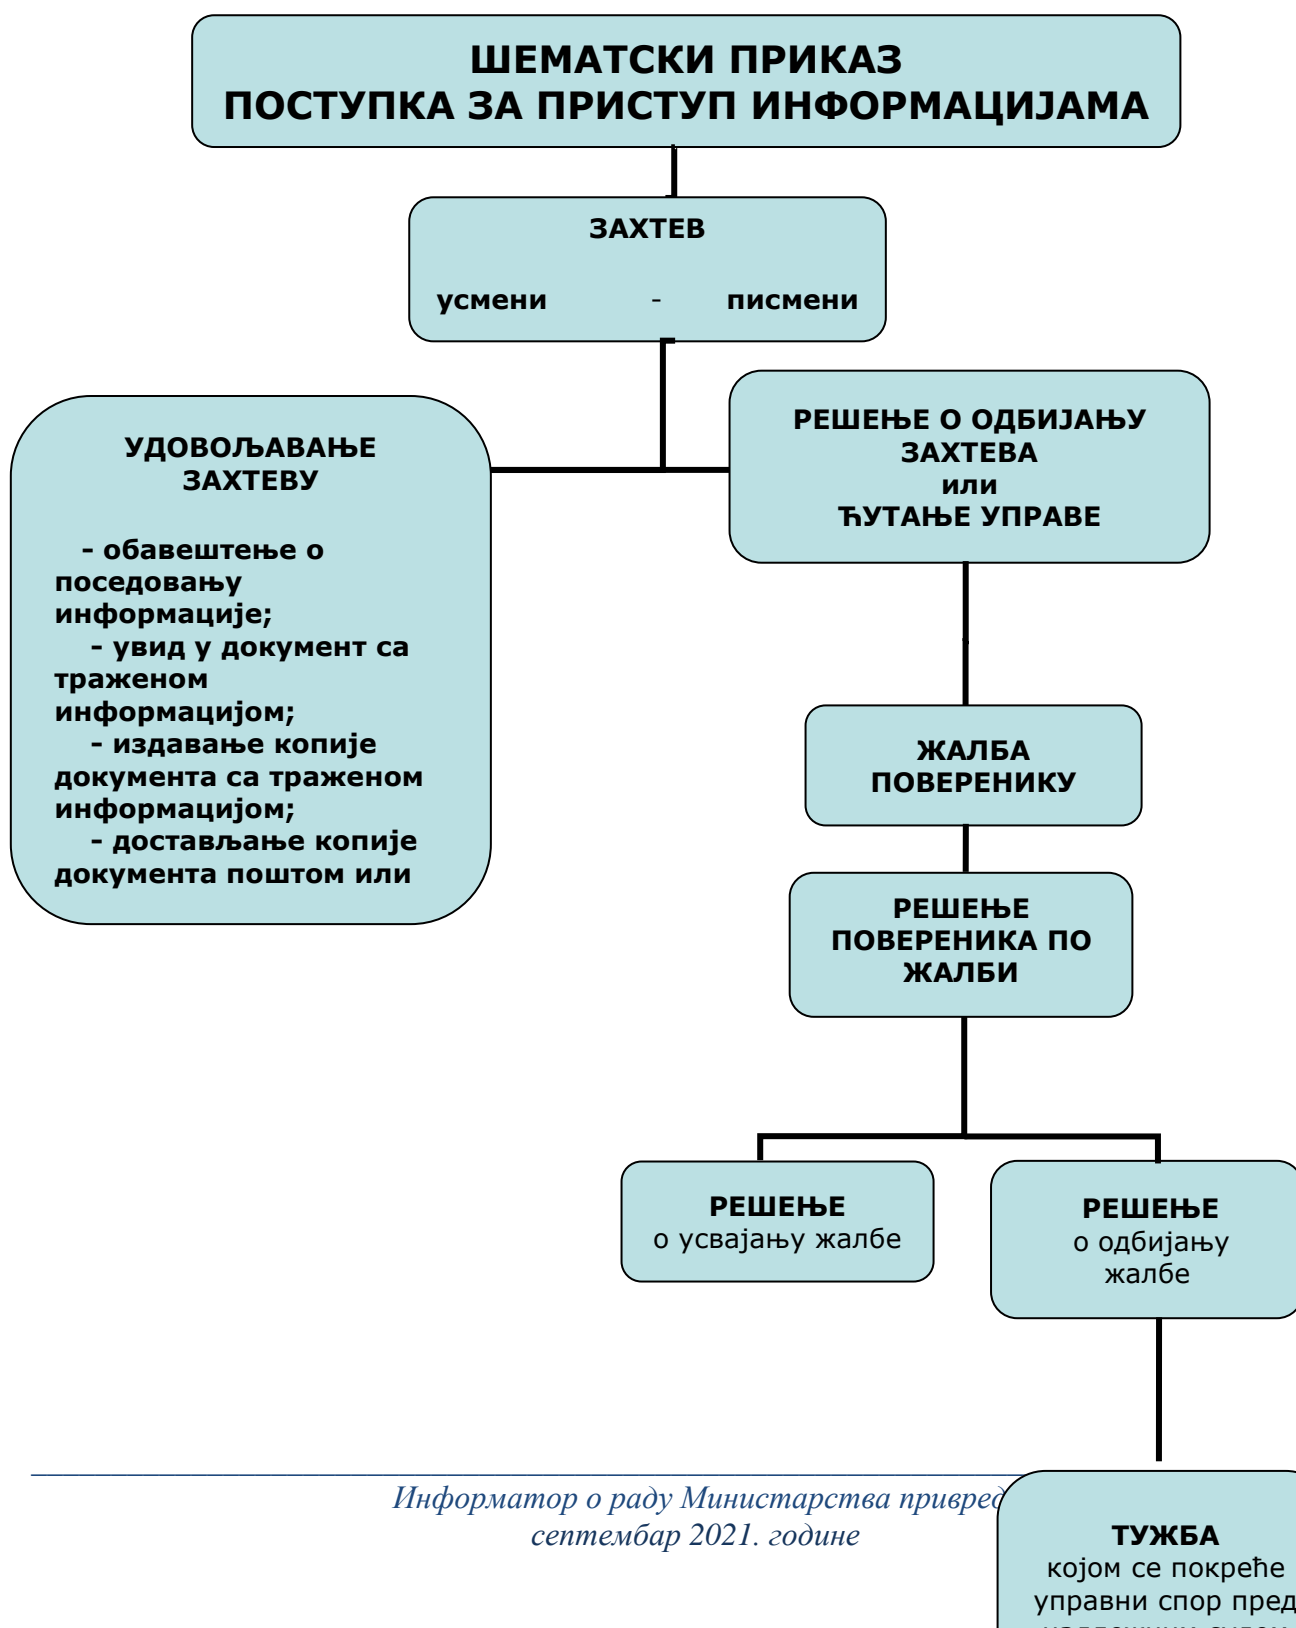 ШЕМАТСКИ ПРИКАЗ
ПОСТУПКА ЗА ПРИСТУП ИНФОРМАЦИЈАМА
ЗАХТЕВ
усмени - писмени
УДОВОЉАВАЊЕ
ЗАХТЕВУ
- обавештење о
поседовању
информације;
- увид у документ са
траженом
информацијом;
- издавање копије
документа са траженом
информацијом;
- достављање копије
документа поштом или
РЕШЕЊЕ О ОДБИЈАЊУ
ЗАХТЕВА
или
ЋУТАЊЕ УПРАВЕ
ЖАЛБА
ПОВЕРЕНИКУ
РЕШЕЊЕ
ПОВЕРЕНИКА ПО
ЖАЛБИ
РЕШЕЊЕ
о усвајању жалбе
РЕШЕЊЕ
о одбијању
жалбе
Информатор о раду Министарства привред
септембар 2021. године
ТУЖБА
којом се покреће
управни спор пред